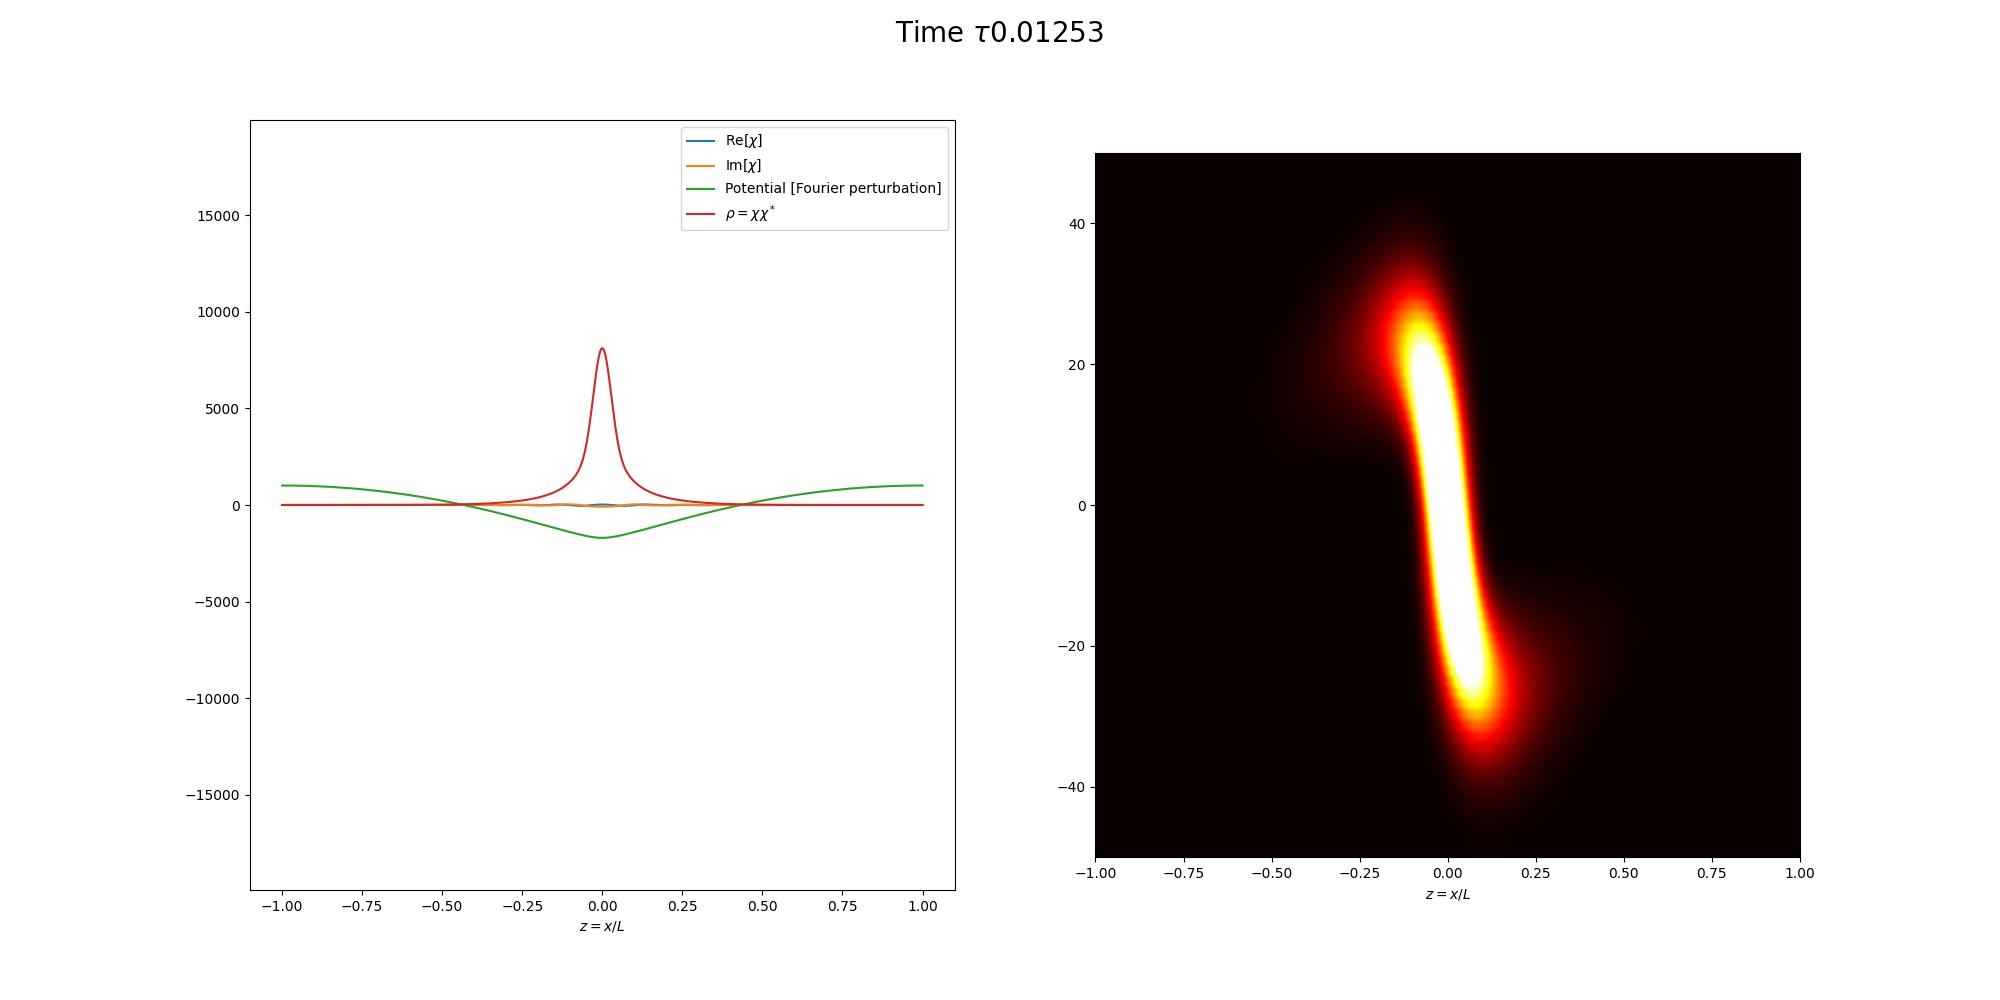 Time τ0.01253
Re[χ]
Im[χ]
Potential [Fourier perturbation]
ρ = χχ*
15000
10000
5000
0
−5000
−10000
−15000
−1.00 −0.75 −0.50 −0.25 0.00 0.25 0.50 0.75 1.00
z = x/L
40
20
0
−20
−40
−1.00 −0.75 −0.50 −0.25 0.00 0.25 0.50 0.75 1.00
z = x/L